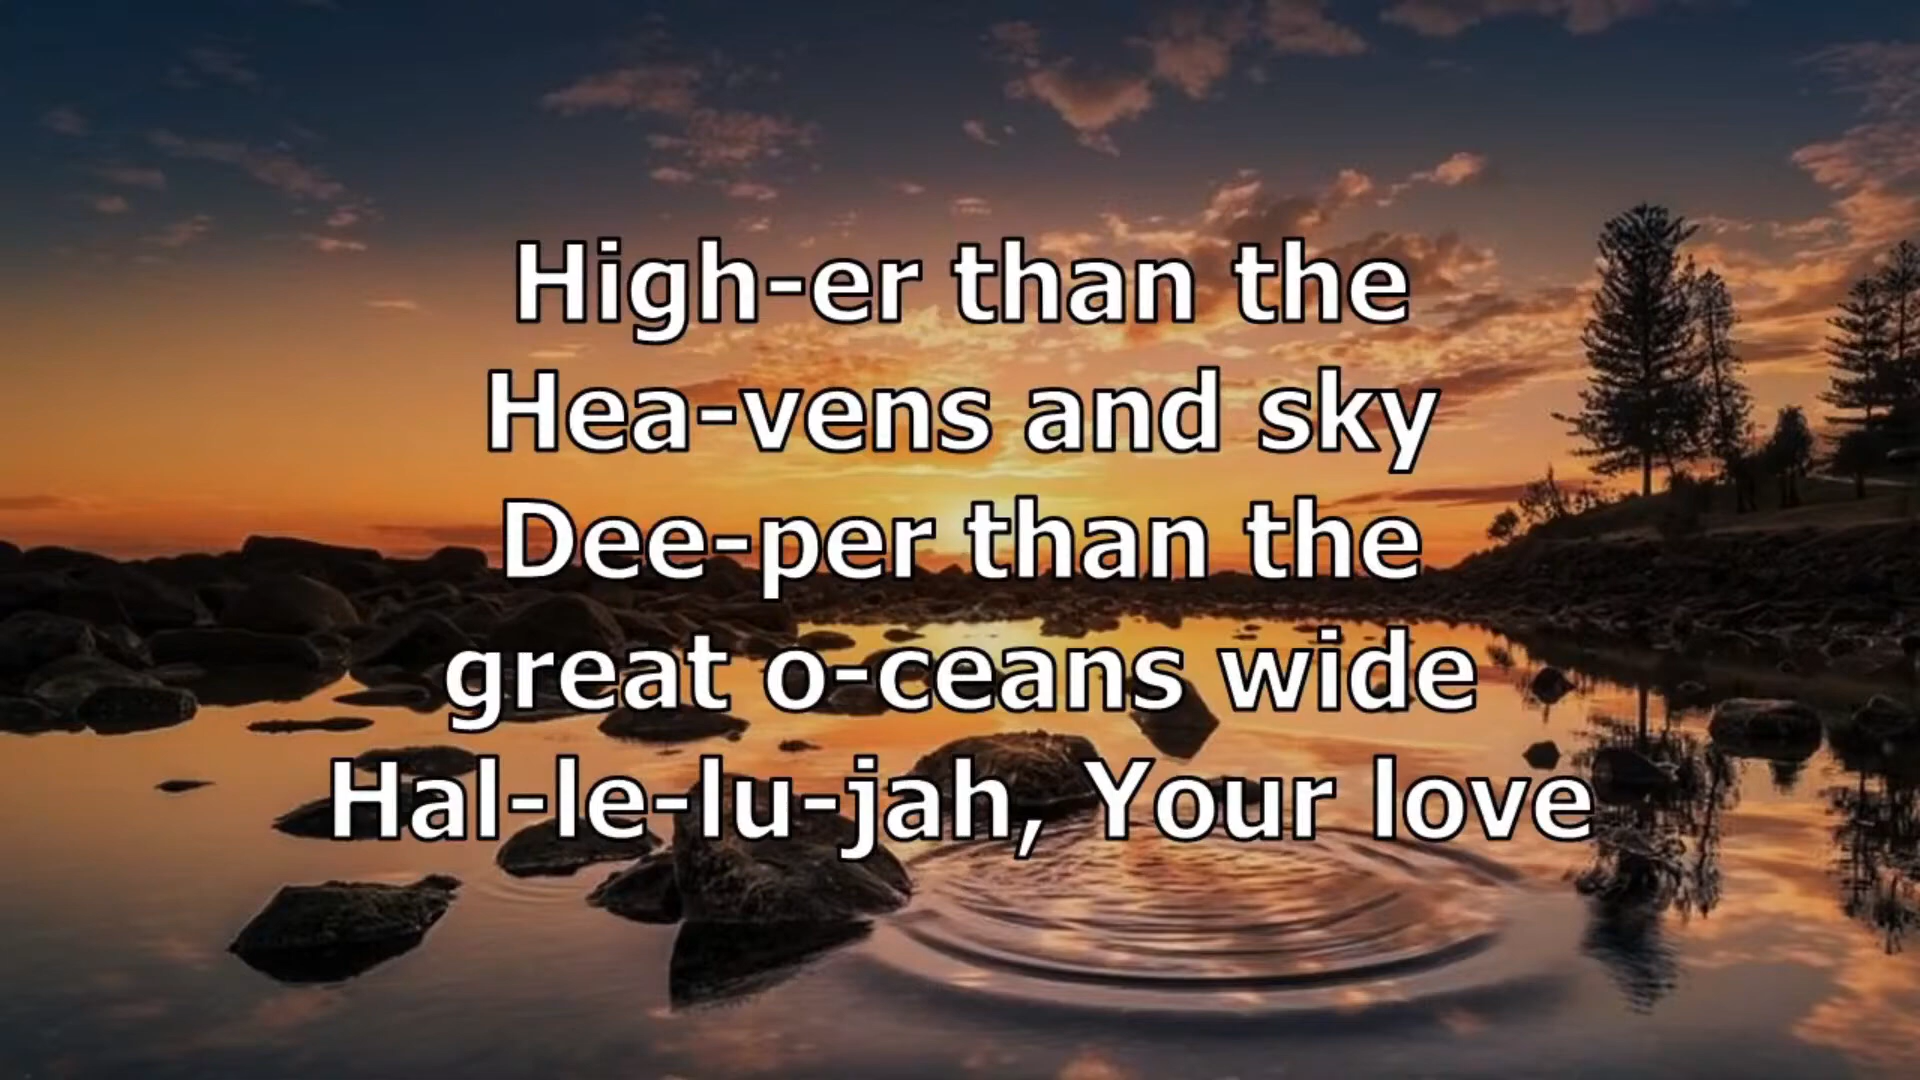 High-er than the
Hea-vens and sky
Dee-per than the
great o-ceans wide
Hal-le-lu-jah, Your love